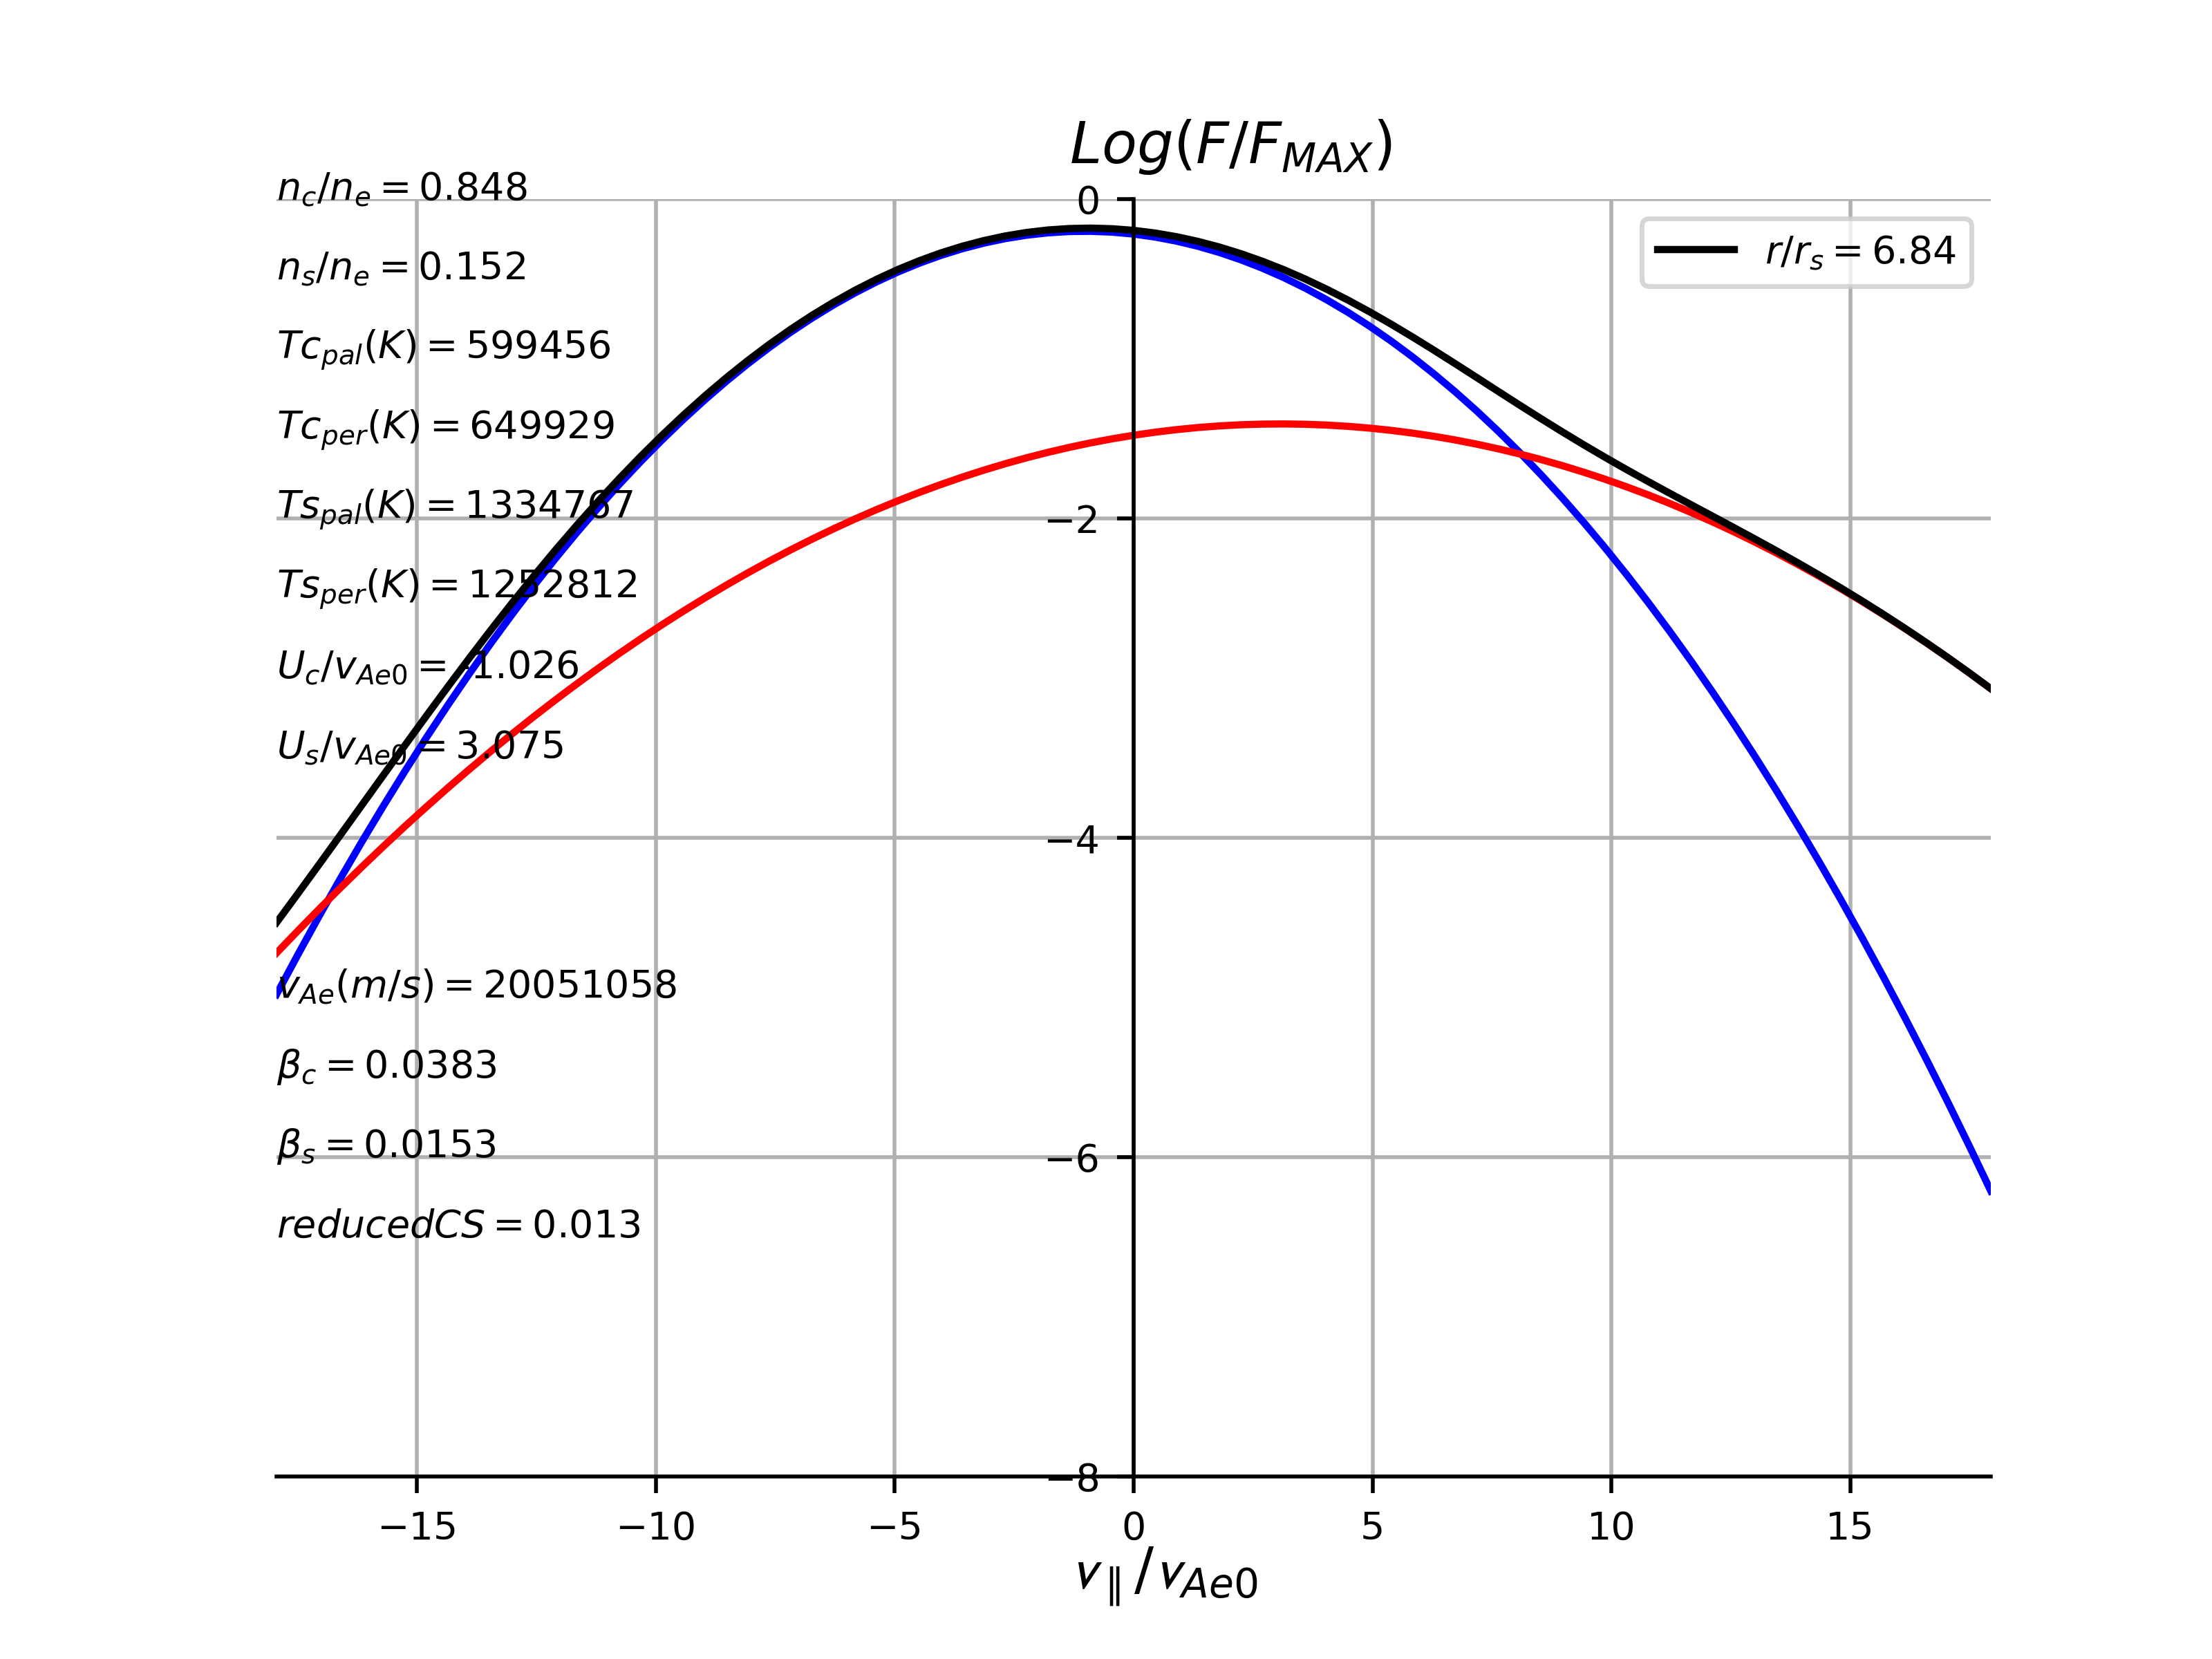 Log(F/F_MAX)
n_c/n_e = 0.848
n_s/n_e = 0.152
Tc_pal(K) = 599456
Tc_per(K) = 649929
Ts_pal(K) = 1334767
Ts_per(K) = 1252812
U_c/v_Ae0 = −1.026
U_s/v_Ae0 = 3.075
v_Ae(m/s) = 20051058
β_c = 0.0383
β_s = 0.0153
reducedCS = 0.013
r/r_s = 6.84
0
−2
−4
−6
−8
−15 −10 −5 0 5 10 15
v_∥/v_Ae0